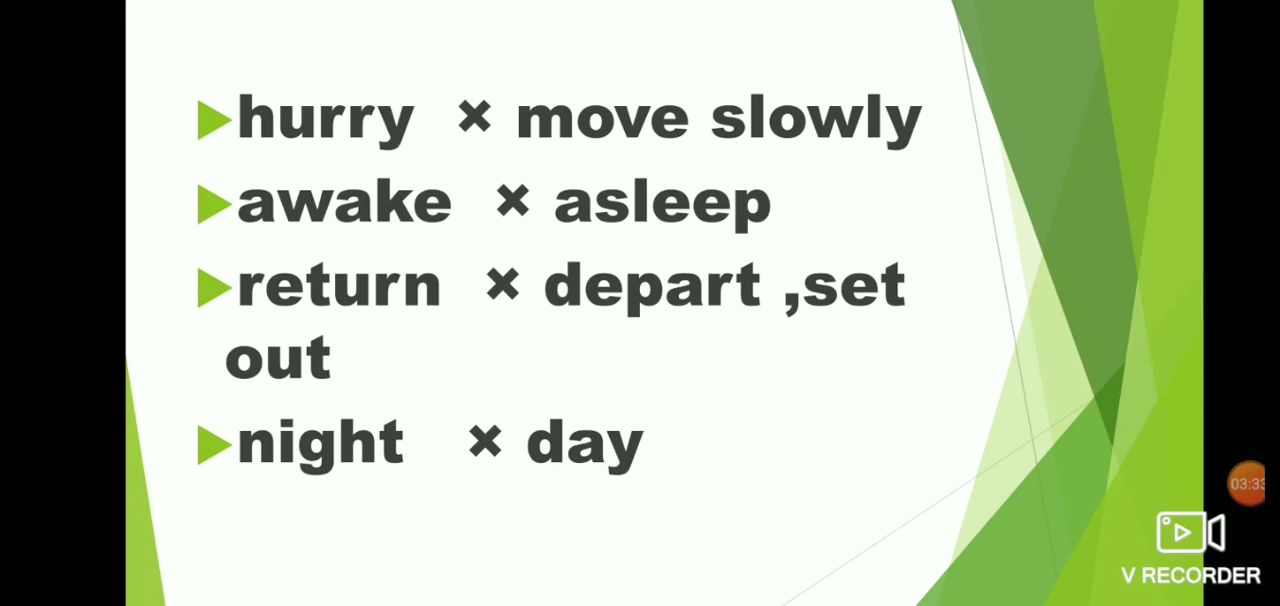 hurry × move slowly
awake × asleep
return × depart ,set
out
night × day
03:33
V RECORDER